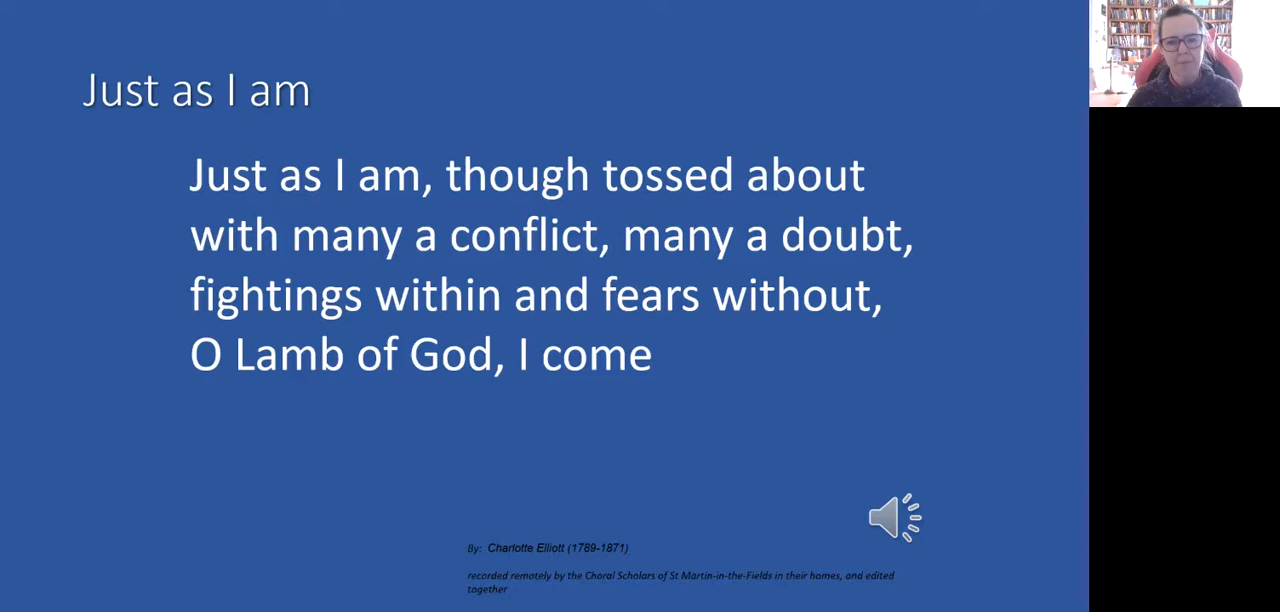 Just as I am
Just as I am, though tossed about
with many a conflict, many a doubt,
fightings within and fears without,
O Lamb of God, I come
By: Charlotte Elliott (1789-1871)
recorded remotely by the Choral Scholars of St Martin-in-the-Fields in their homes, and edited
together